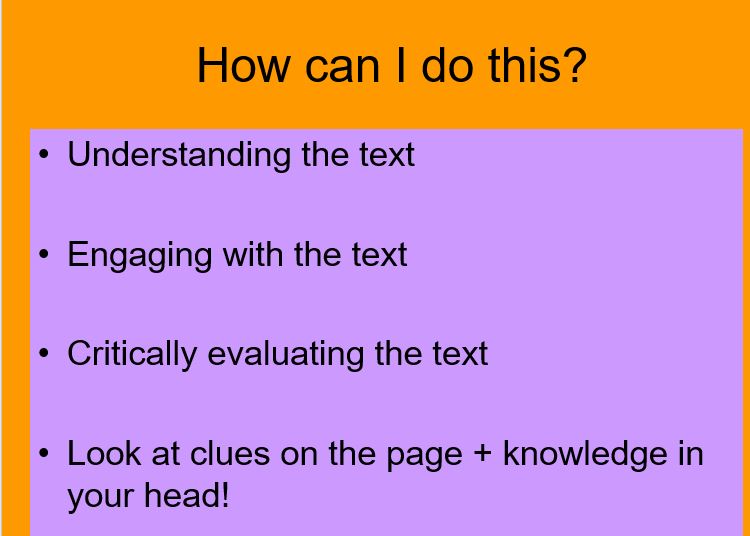 How can I do this?
• Understanding the text
• Engaging with the text
• Critically evaluating the text
• Look at clues on the page + knowledge in
your head!